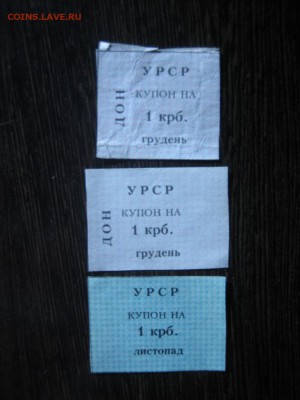 COINS.LAVE.RU
УРСР
ДОН
КУПОН НА
1 крб.
грудень
УРСР
ДОН
КУПОН НА
1 крб.
грудень
УРСР
КУПОН НА
1 крб.
листопад